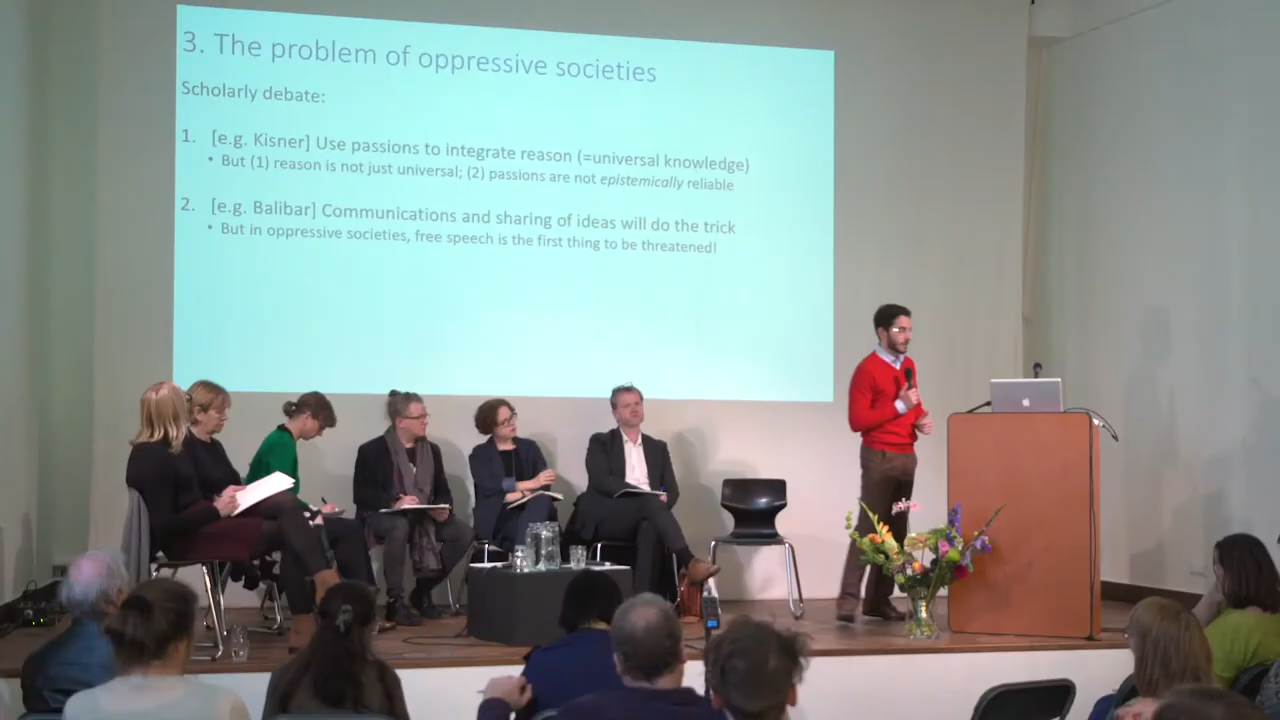 3. The problem of oppressive societies
Scholarly debate:
1. [e.g. Kisner] Use passions to integrate reason (=universal knowledge)
• But (1) reason is not just universal; (2) passions are not epistemically reliable
2. [e.g. Balibar] Communications and sharing of ideas will do the trick
• But in oppressive societies, free speech is the first thing to be threatened!